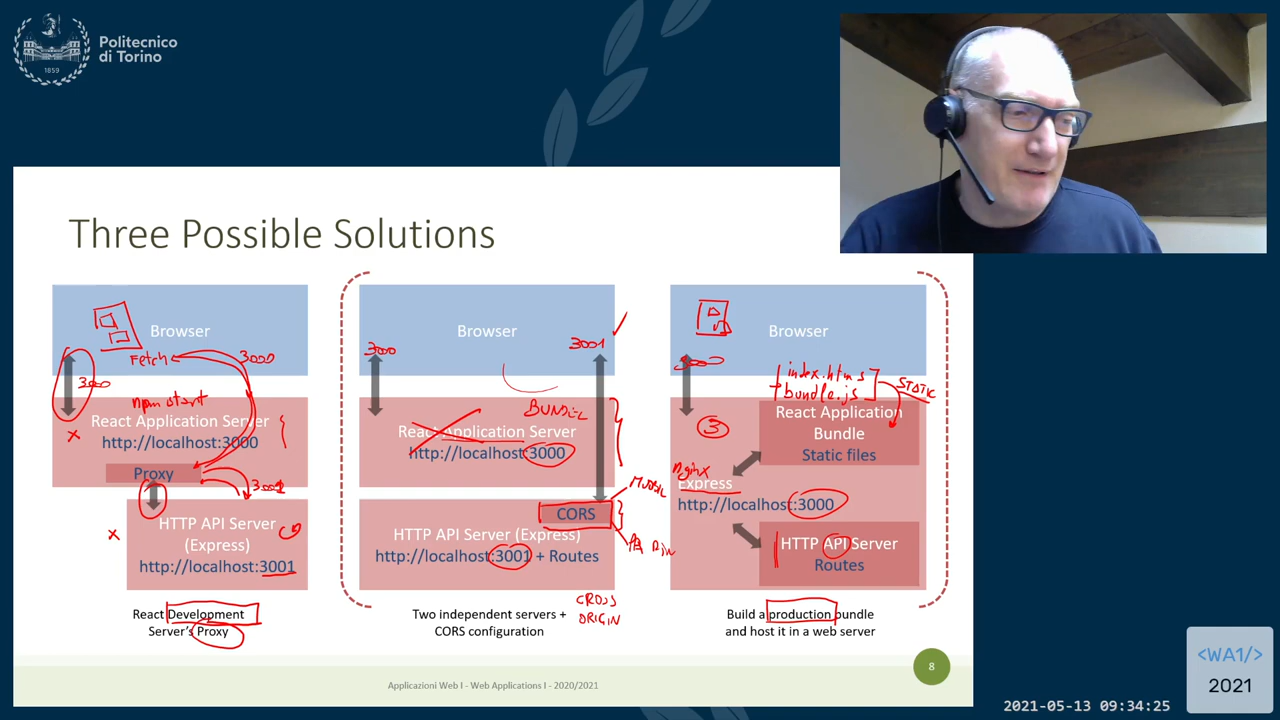 Politecnico
di Torino
1859
Three Possible Solutions
Browser
Fetch
3000
3000
npm start
React Application Server
http://localhost:3000
Proxy
3001
HTTP API Server
(Express)
http://localhost:3001
React Development
Server's Proxy
Browser
3000
3001
BUNDLE
React Application Server
http://localhost:3000
CORS
HTTP API Server (Express)
http://localhost:3001 + Routes
Two independent servers +
CORS configuration
CROSS
ORIGIN
Browser
3000
index.html
bundle.js
STATIC
React Application
Bundle
Static files
3
nginx
Express
http://localhost:3000
HTTP API Server
Routes
Build a production bundle
and host it in a web server
8
Applicazioni Web I - Web Applications I - 2020/2021
<WA1/>
2021
2021-05-13 09:34:25